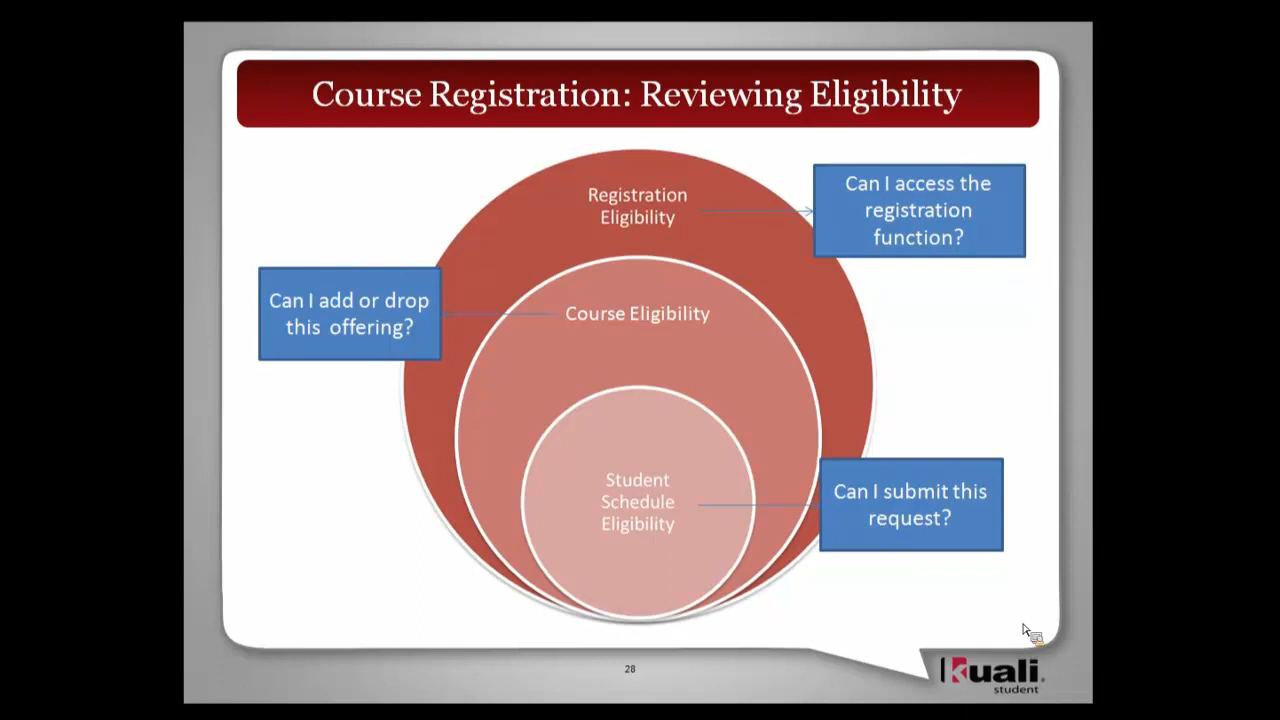 Course Registration: Reviewing Eligibility
Registration
Eligibility
Can I access the
registration
function?
Can I add or drop
this offering?
Course Eligibility
Student
Schedule
Eligibility
Can I submit this
request?
28
kuali
student